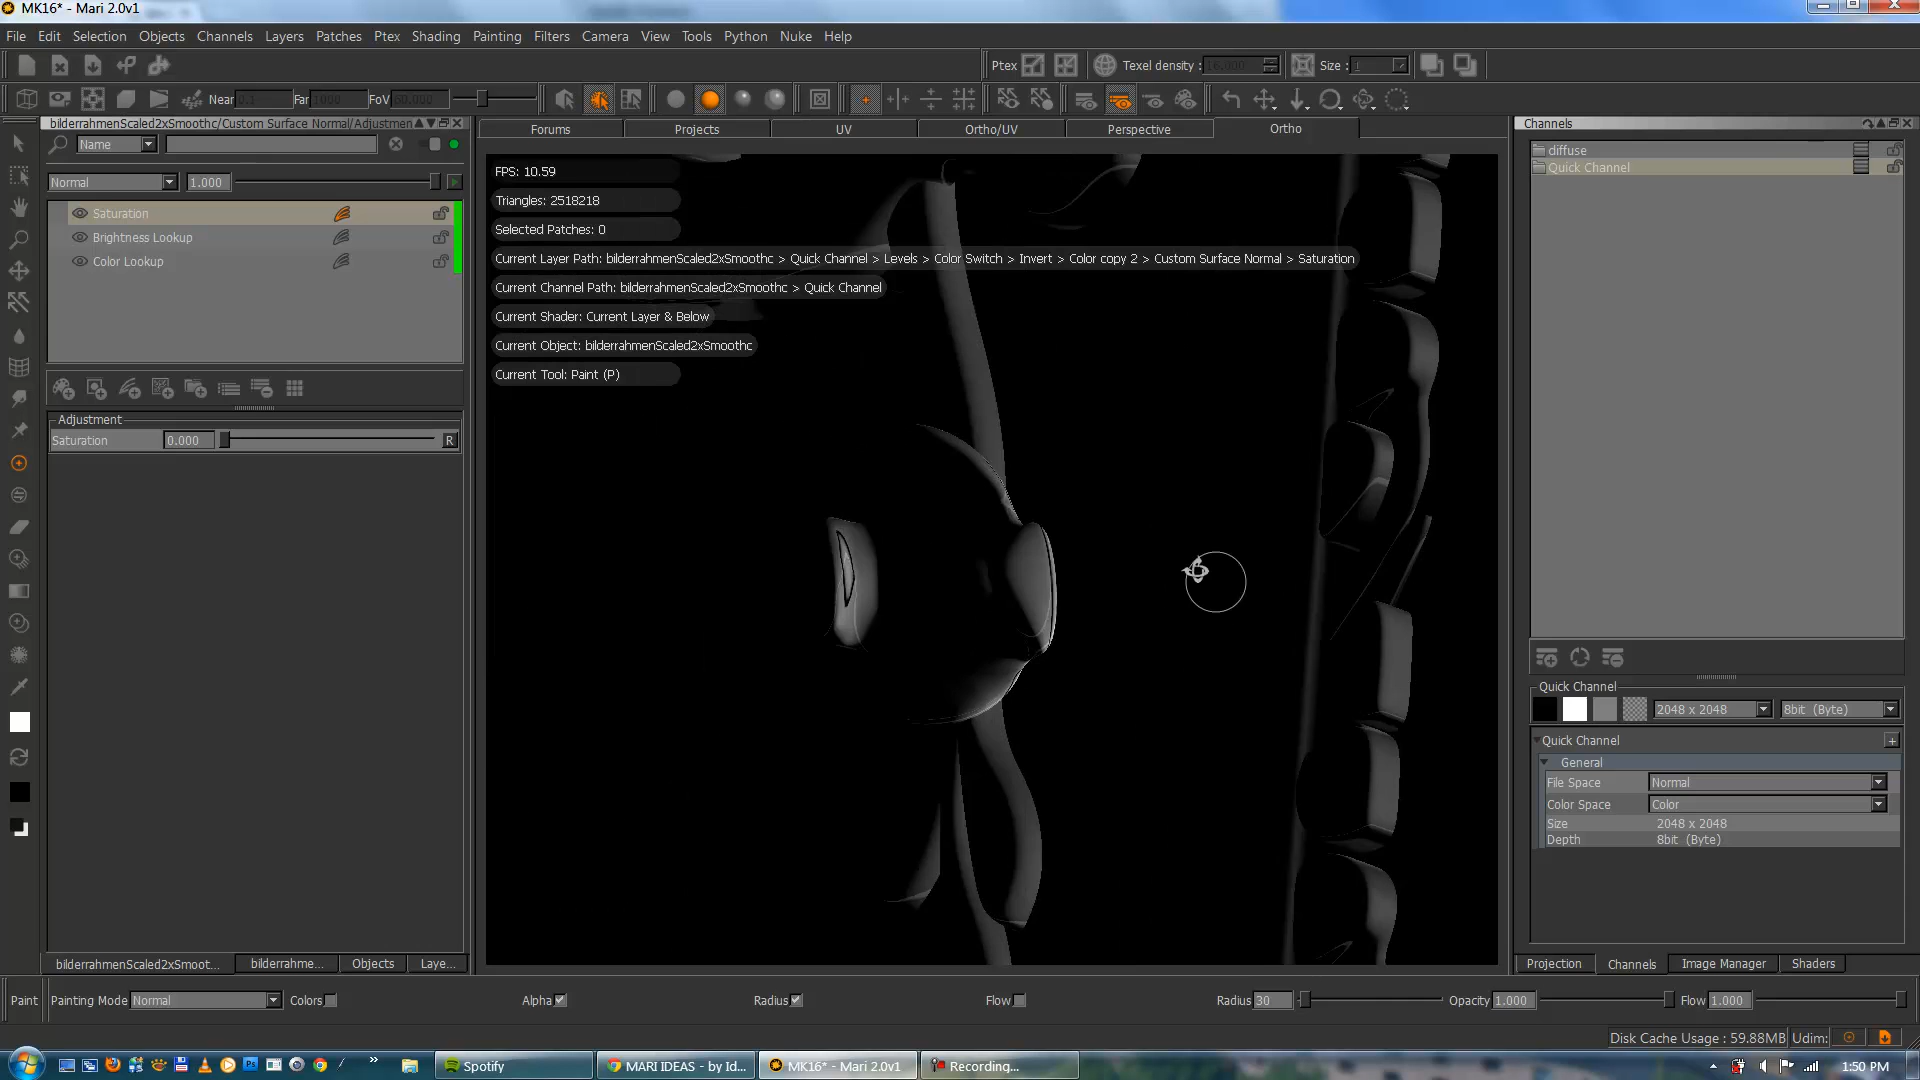 MK16* - Mari 2.0v1
File Edit Selection Objects Channels Layers Patches Ptex Shading Painting Filters Camera View Tools Python Nuke Help
Ptex Texel density : 16.000 Size : 1
Near 0.1 Far 1000 FoV 60.000
bilderrahmenScaled2xSmoothc/Custom Surface Normal/Adjustmen
Name
Normal 1.000
Saturation
Brightness Lookup
Color Lookup
Adjustment
Saturation 0.000 R
bilderrahmenScaled2xSmoot... bilderrahme... Objects Laye...
Forums Projects UV Ortho/UV Perspective Ortho
FPS: 10.59
Triangles: 2518218
Selected Patches: 0
Current Layer Path: bilderrahmenScaled2xSmoothc > Quick Channel > Levels > Color Switch > Invert > Color copy 2 > Custom Surface Normal > Saturation
Current Channel Path: bilderrahmenScaled2xSmoothc > Quick Channel
Current Shader: Current Layer & Below
Current Object: bilderrahmenScaled2xSmoothc
Current Tool: Paint (P)
Channels
diffuse
Quick Channel
Quick Channel
2048 x 2048 8bit (Byte)
Quick Channel
General
File Space Normal
Color Space Color
Size 2048 x 2048
Depth 8bit (Byte)
Projection Channels Image Manager Shaders
Paint Painting Mode Normal Colors Alpha Radius Flow Radius 30 Opacity 1.000 Flow 1.000
Disk Cache Usage : 59.88MB Udim:
Spotify MARI IDEAS - by Id... MK16* - Mari 2.0v1 Recording... 1:50 PM